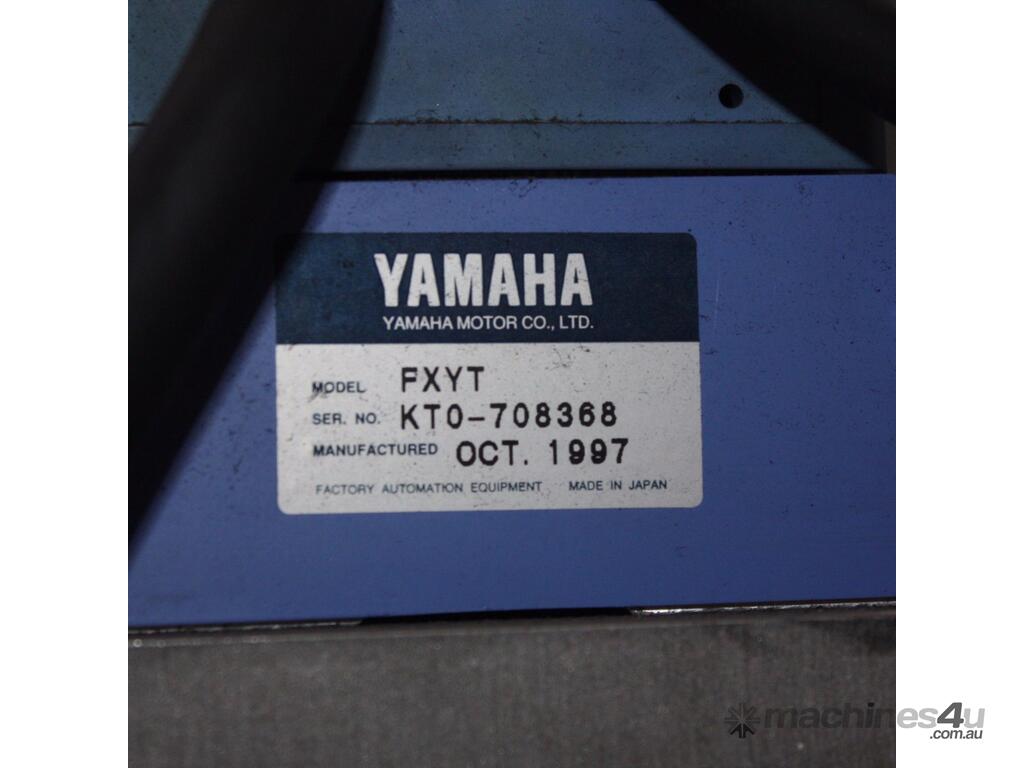 YAMAHA
YAMAHA MOTOR CO., LTD.
MODEL FXYT
SER. NO. KT0-708368
MANUFACTURED OCT. 1997
FACTORY AUTOMATION EQUIPMENT MADE IN JAPAN
machines4u
.com.au